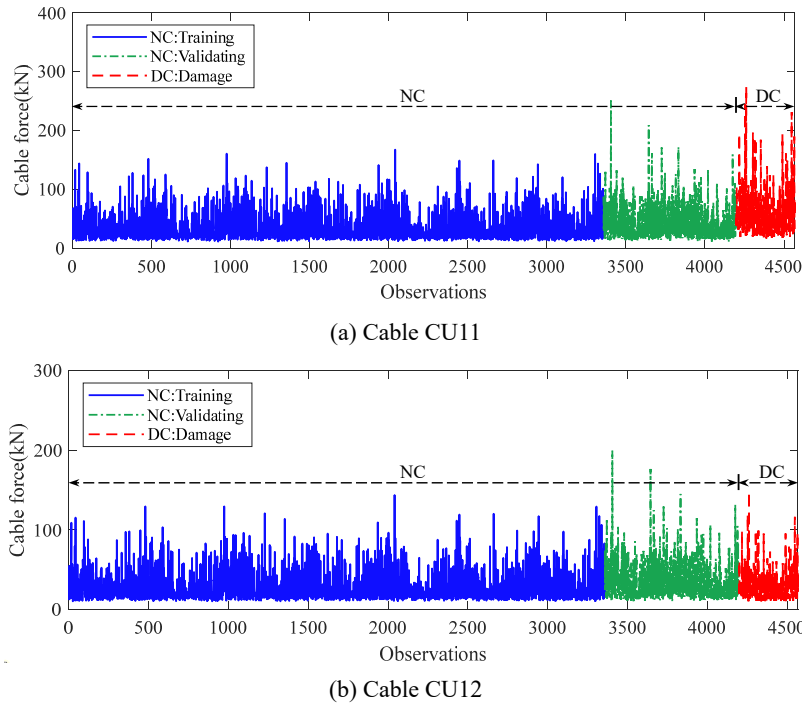 400
NC:Training
NC:Validating
300
DC:Damage
NC
DC
Cable force(kN)
200
100
0
0 500 1000 1500 2000 2500 3000 3500 4000 4500
Observations
(a) Cable CU11
300
NC:Training
NC:Validating
DC:Damage
200
NC
DC
Cable force(kN)
100
0
0 500 1000 1500 2000 2500 3000 3500 4000 4500
Observations
(b) Cable CU12